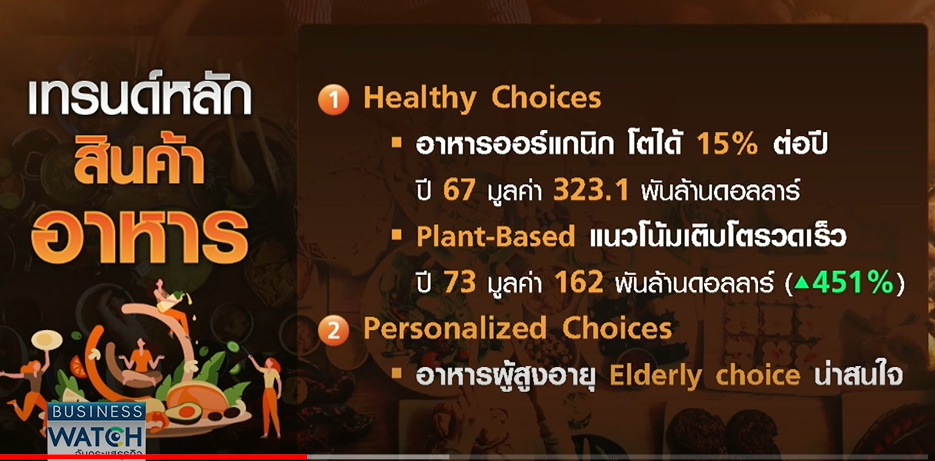 เทรนด์หลัก
สินค้า
อาหาร
1 Healthy Choices
▪ อาหารออร์แกนิก โตได้ 15% ต่อปี
ปี 67 มูลค่า 323.1 พันล้านดอลลาร์
▪ Plant-Based แนวโน้มเติบโตรวดเร็ว
ปี 73 มูลค่า 162 พันล้านดอลลาร์ (▲451%)
2 Personalized Choices
▪ อาหารผู้สูงอายุ Elderly choice น่าสนใจ
BUSINESS
WATCH